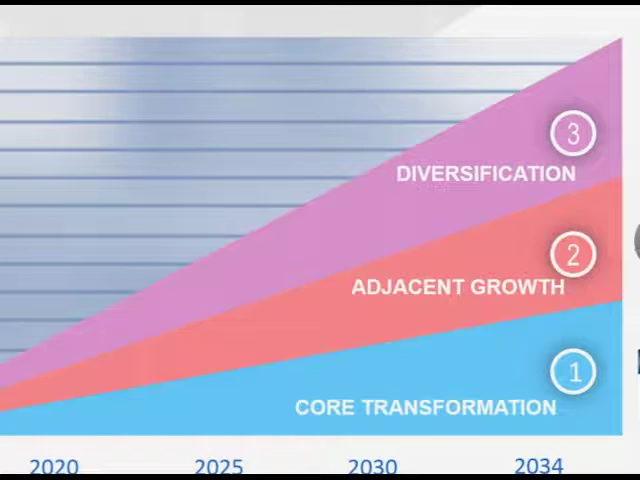 3
DIVERSIFICATION
2
ADJACENT GROWTH
1
CORE TRANSFORMATION
2020 2025 2030 2034